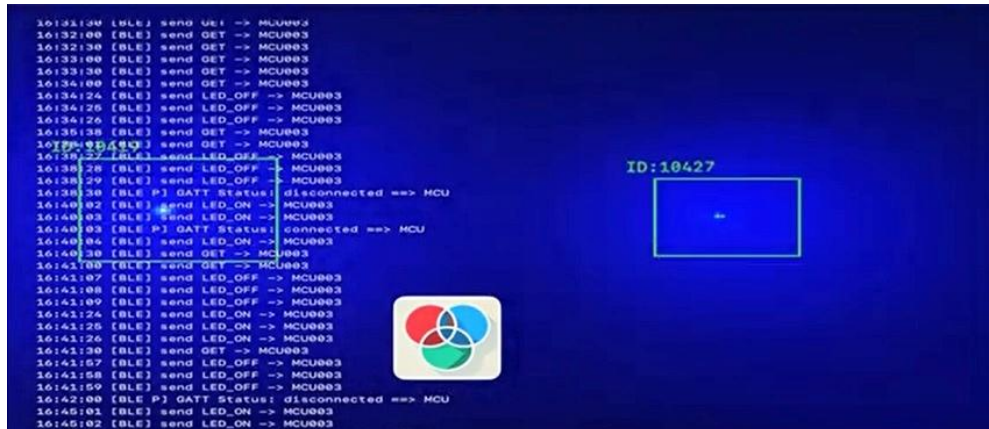 16:31:30 [BLE] send GET -> MCU003
16:32:00 [BLE] send GET -> MCU003
16:32:30 [BLE] send GET -> MCU003
16:33:00 [BLE] send GET -> MCU003
16:33:30 [BLE] send GET -> MCU003
16:34:00 [BLE] send GET -> MCU003
16:34:24 [BLE] send LED_OFF -> MCU003
16:34:25 [BLE] send LED_OFF -> MCU003
16:34:26 [BLE] send LED_OFF -> MCU003
16:35:38 [BLE] send GET -> MCU003
send GET -> MCU003
ID:10419
16:38:27 [BLE] send LED_OFF -> MCU003
16:38:28 [BLE] send LED_OFF -> MCU003
ID:10427
16:38:29 [BLE] send LED_OFF -> MCU003
16:38:30 [BLE P] GATT Status: disconnected ==> MCU
16:40:02 [BLE] send LED_ON -> MCU003
16:40:03 [BLE] send LED_ON -> MCU003
16:40:03 [BLE P] GATT Status: connected ==> MCU
16:40:04 [BLE] send LED_ON -> MCU003
16:40:30 [BLE] send GET -> MCU003
16:41:00 [BLE] send GET -> MCU003
16:41:07 [BLE] send LED_OFF -> MCU003
16:41:08 [BLE] send LED_OFF -> MCU003
16:41:09 [BLE] send LED_OFF -> MCU003
16:41:24 [BLE] send LED_ON -> MCU003
16:41:25 [BLE] send LED_ON -> MCU003
16:41:26 [BLE] send LED_ON -> MCU003
16:41:30 [BLE] send GET -> MCU003
16:41:57 [BLE] send LED_OFF -> MCU003
16:41:58 [BLE] send LED_OFF -> MCU003
16:41:59 [BLE] send LED_OFF -> MCU003
16:42:00 [BLE P] GATT Status: disconnected ==> MCU
16:45:01 [BLE] send LED_ON -> MCU003
16:45:02 [BLE] send LED_ON -> MCU003